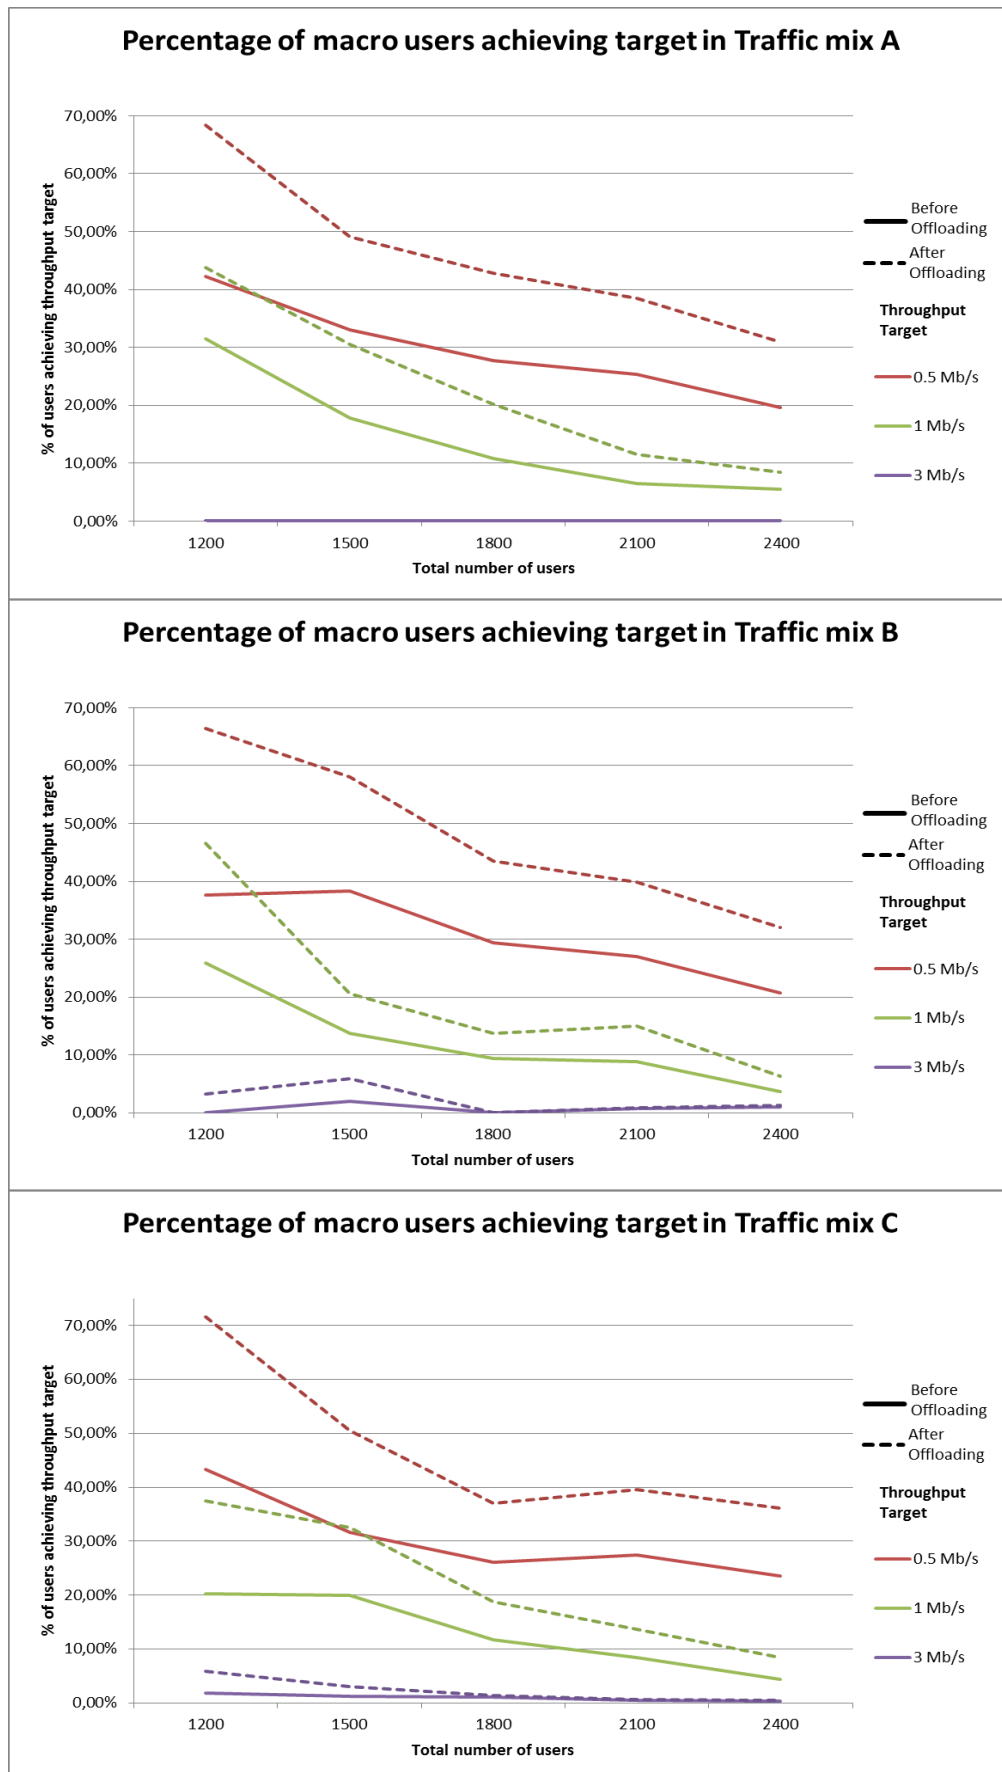 Percentage of macro users achieving target in Traffic mix A
% of users achieving throughput target
70,00%
60,00%
50,00%
40,00%
30,00%
20,00%
10,00%
0,00%
1200 1500 1800 2100 2400
Total number of users
Before
Offloading
After
Offloading
Throughput
Target
0.5 Mb/s
1 Mb/s
3 Mb/s
Percentage of macro users achieving target in Traffic mix B
% of users achieving throughput target
70,00%
60,00%
50,00%
40,00%
30,00%
20,00%
10,00%
0,00%
1200 1500 1800 2100 2400
Total number of users
Before
Offloading
After
Offloading
Throughput
Target
0.5 Mb/s
1 Mb/s
3 Mb/s
Percentage of macro users achieving target in Traffic mix C
% of users achieving throughput target
70,00%
60,00%
50,00%
40,00%
30,00%
20,00%
10,00%
0,00%
1200 1500 1800 2100 2400
Total number of users
Before
Offloading
After
Offloading
Throughput
Target
0.5 Mb/s
1 Mb/s
3 Mb/s